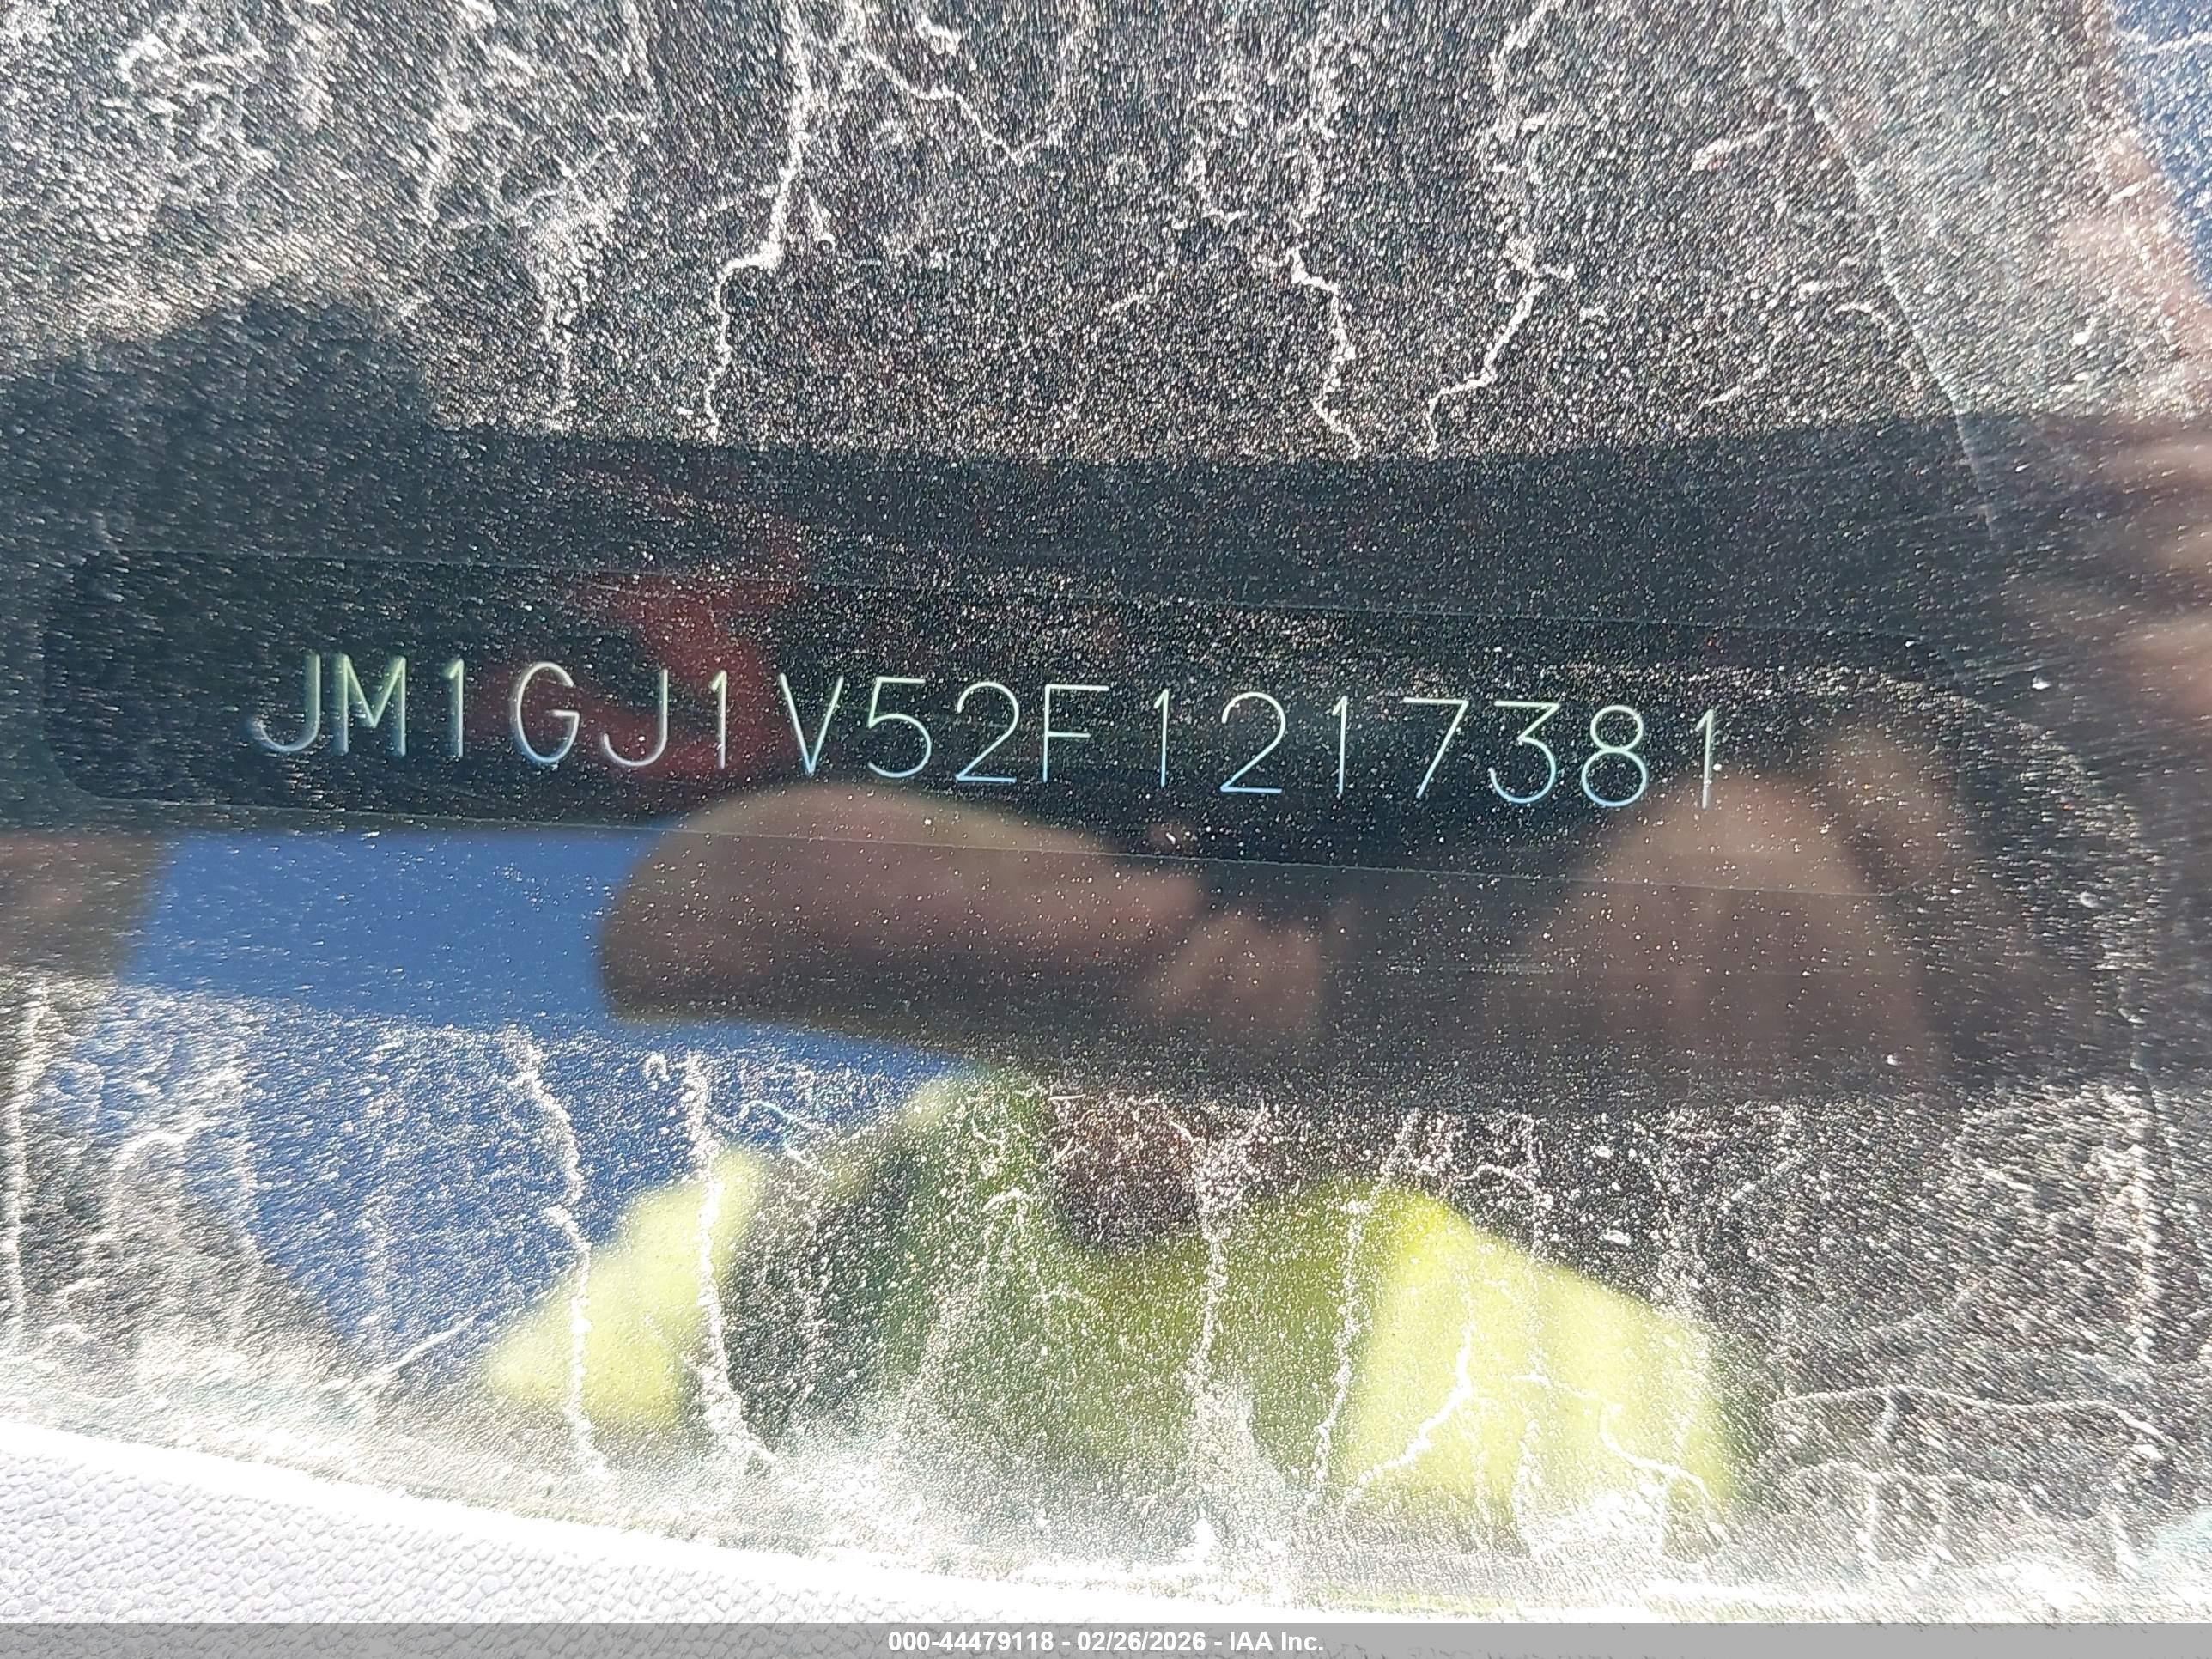 JM1GJ1V52F1217381
000-44479118 - 02/26/2026 - IAA Inc.